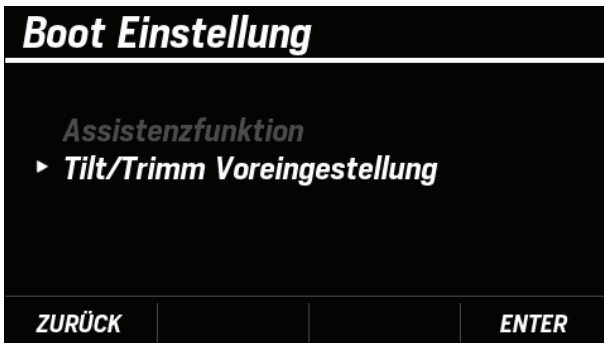 Boot Einstellung
Assistenzfunktion
Tilt/Trimm Voreingestellung
ZURÜCK ENTER